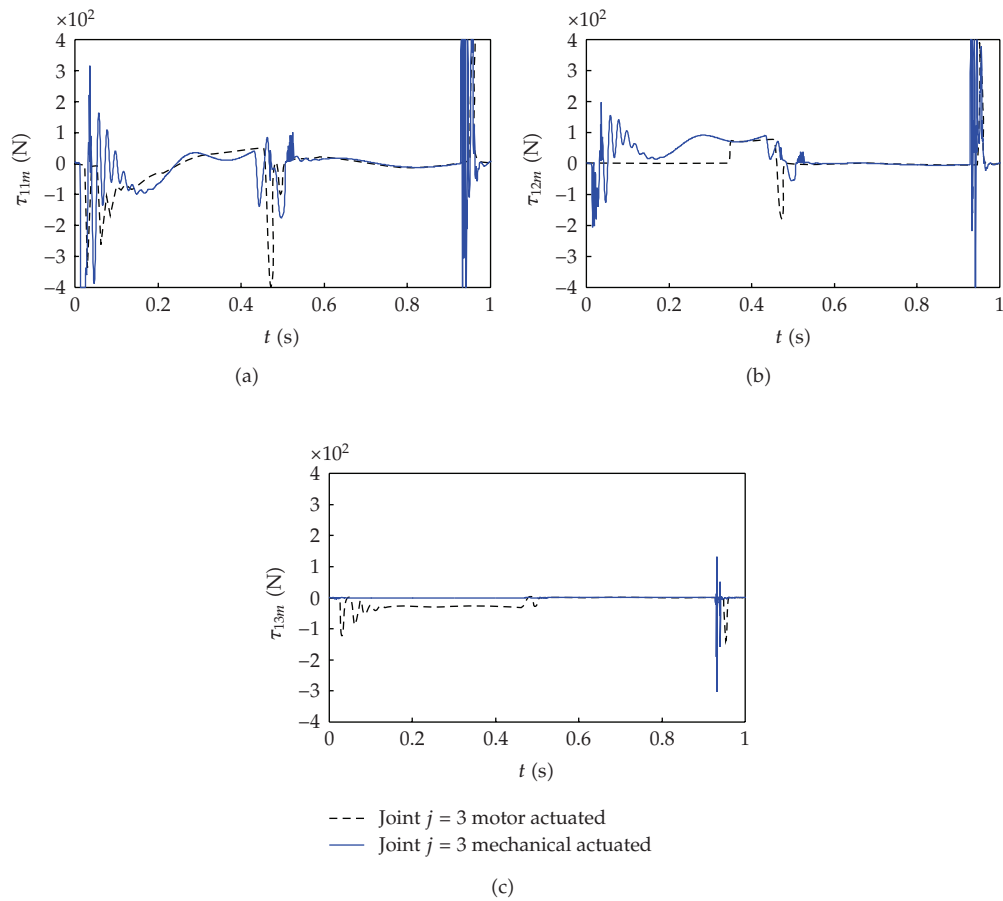 ×10²
4
3
2
1
0
−1
−2
−3
−4
τ₁₁ₘ (N)
0 0.2 0.4 0.6 0.8 1
t (s)
(a)
×10²
4
3
2
1
0
−1
−2
−3
−4
τ₁₂ₘ (N)
0 0.2 0.4 0.6 0.8 1
t (s)
(b)
×10²
4
3
2
1
0
−1
−2
−3
−4
τ₁₃ₘ (N)
0 0.2 0.4 0.6 0.8 1
t (s)
Joint j = 3 motor actuated
Joint j = 3 mechanical actuated
(c)